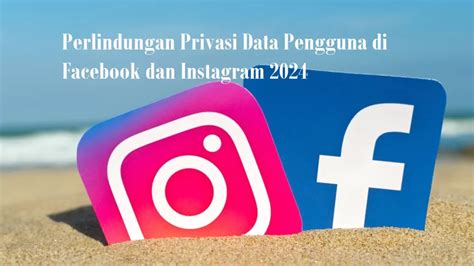 Perlindungan Privasi Data Pengguna di
Facebook dan Instagram 2024
f